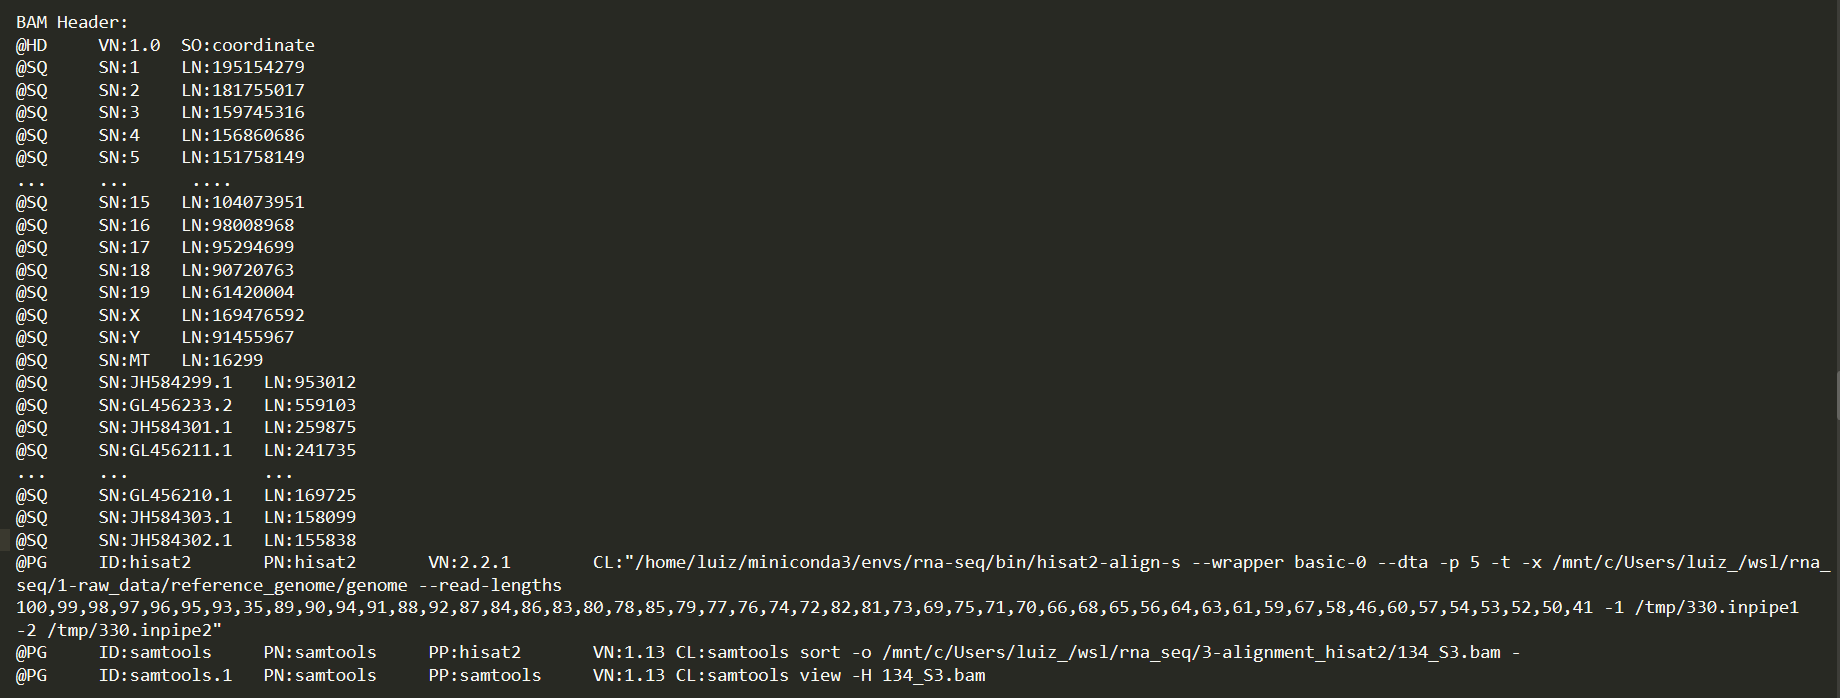 BAM Header:
@HD VN:1.0 SO:coordinate
@SQ SN:1 LN:195154279
@SQ SN:2 LN:181755017
@SQ SN:3 LN:159745316
@SQ SN:4 LN:156860686
@SQ SN:5 LN:151758149
... ... ....
@SQ SN:15 LN:104073951
@SQ SN:16 LN:98008968
@SQ SN:17 LN:95294699
@SQ SN:18 LN:90720763
@SQ SN:19 LN:61420004
@SQ SN:X LN:169476592
@SQ SN:Y LN:91455967
@SQ SN:MT LN:16299
@SQ SN:JH584299.1 LN:953012
@SQ SN:GL456233.2 LN:559103
@SQ SN:JH584301.1 LN:259875
@SQ SN:GL456211.1 LN:241735
... ... ...
@SQ SN:GL456210.1 LN:169725
@SQ SN:JH584303.1 LN:158099
@SQ SN:JH584302.1 LN:155838
@PG ID:hisat2 PN:hisat2 VN:2.2.1 CL:"/home/luiz/miniconda3/envs/rna-seq/bin/hisat2-align-s --wrapper basic-0 --dta -p 5 -t -x /mnt/c/Users/luiz_/wsl/rna_
seq/1-raw_data/reference_genome/genome --read-lengths
100,99,98,97,96,95,93,35,89,90,94,91,88,92,87,84,86,83,80,78,85,79,77,76,74,72,82,81,73,69,75,71,70,66,68,65,56,64,63,61,59,67,58,46,60,57,54,53,52,50,41 -1 /tmp/330.inpipe1
-2 /tmp/330.inpipe2"
@PG ID:samtools PN:samtools PP:hisat2 VN:1.13 CL:samtools sort -o /mnt/c/Users/luiz_/wsl/rna_seq/3-alignment_hisat2/134_S3.bam -
@PG ID:samtools.1 PN:samtools PP:samtools VN:1.13 CL:samtools view -H 134_S3.bam